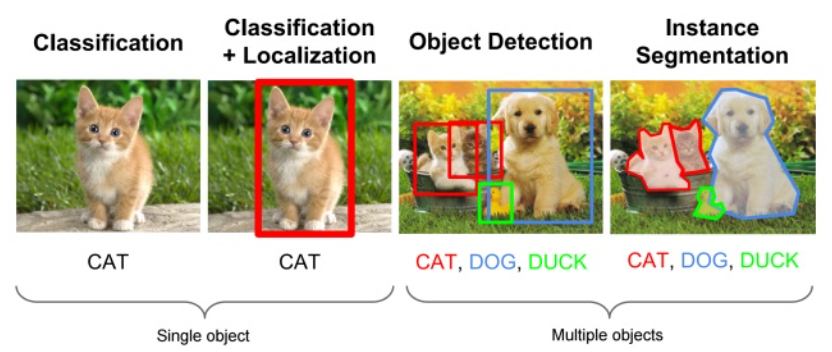 Classification
Classification
+ Localization
Object Detection
Instance
Segmentation
CAT
CAT
CAT, DOG, DUCK
CAT, DOG, DUCK
Single object
Multiple objects